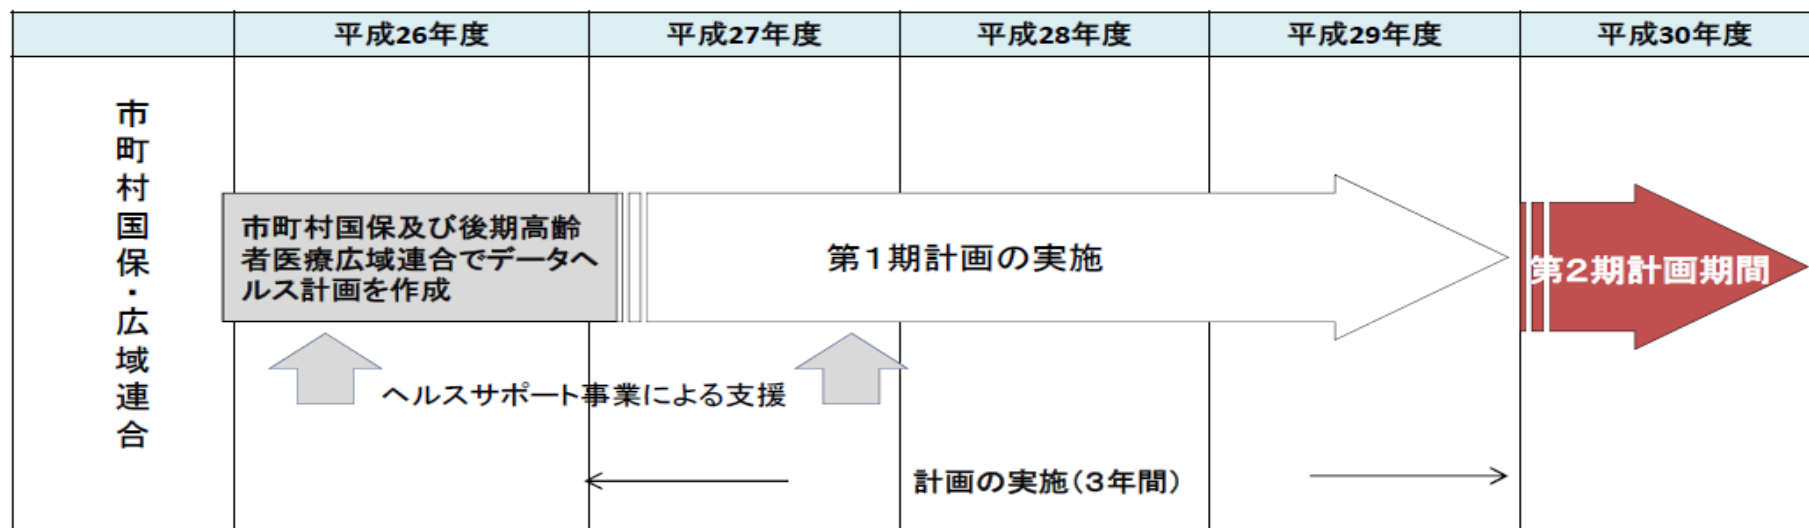 平成26年度
平成27年度
平成28年度
平成29年度
平成30年度
市町村国保・広域連合
市町村国保及び後期高齢
者医療広域連合でデータヘ
ルス計画を作成
第1期計画の実施
第2期計画期間
ヘルスサポート事業による支援
計画の実施(3年間)